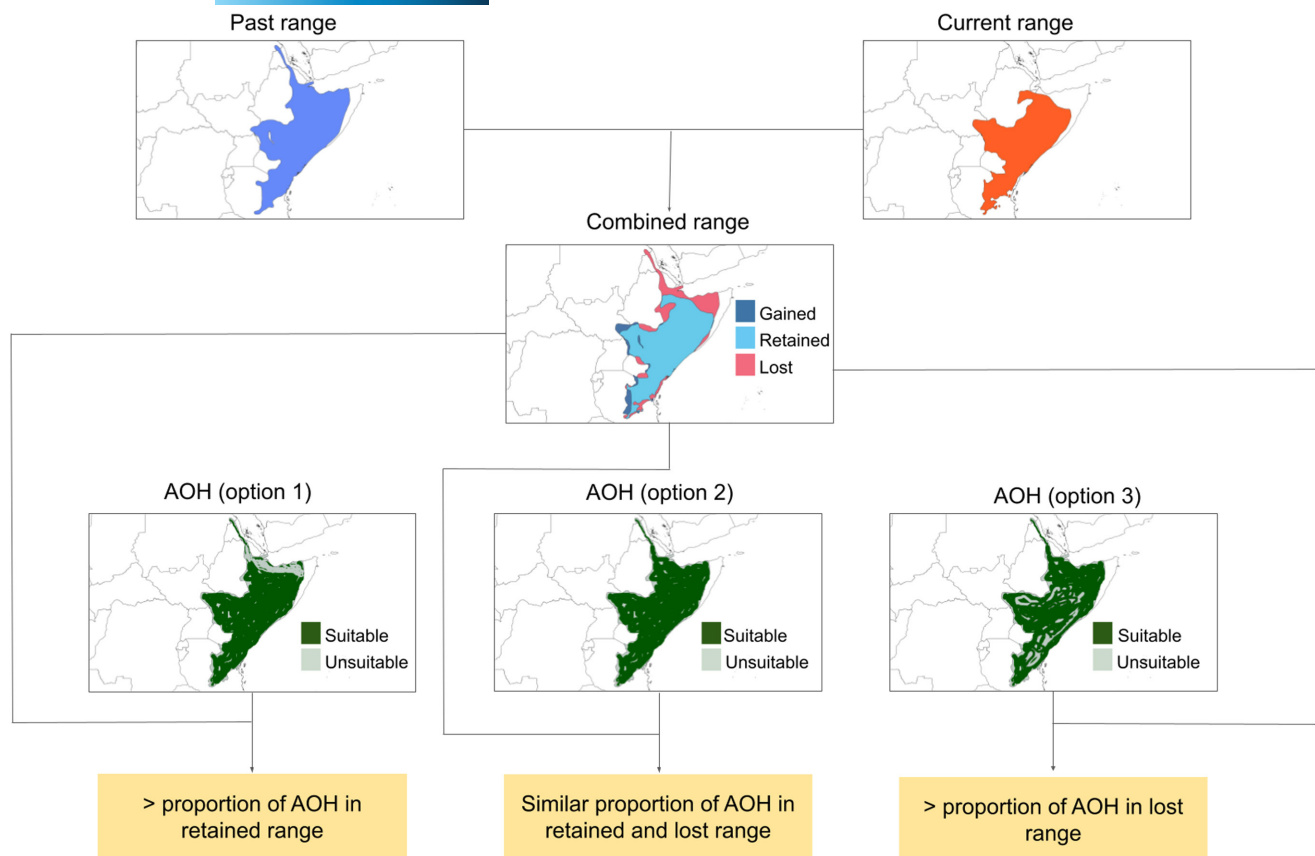 Past range
Current range
Combined range
Gained
Retained
Lost
AOH (option 1)
AOH (option 2)
AOH (option 3)
Suitable
Unsuitable
Suitable
Unsuitable
Suitable
Unsuitable
> proportion of AOH in
retained range
Similar proportion of AOH in
retained and lost range
> proportion of AOH in lost
range